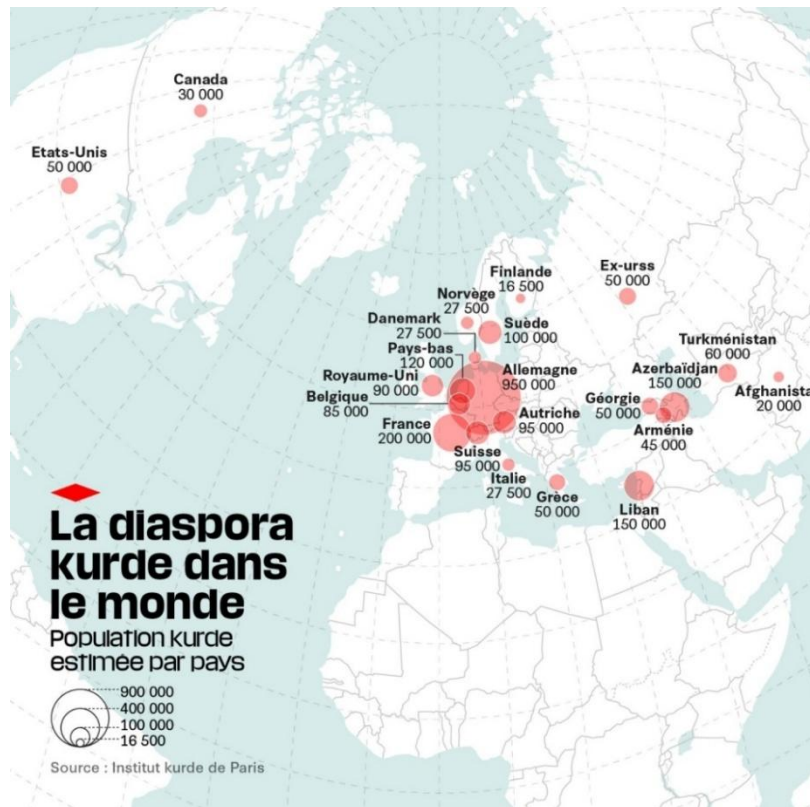 Canada
30 000
Etats-Unis
50 000
Finlande
16 500
Ex-urss
50 000
Norvège
27 500
Danemark
27 500
Suède
100 000
Pays-bas
120 000
Turkménistan
60 000
Royaume-Uni
90 000
Allemagne
950 000
Azerbaïdjan
150 000
Afghanista
20 000
Belgique
85 000
Géorgie
50 000
France
200 000
Autriche
95 000
Arménie
45 000
Suisse
95 000
Italie
27 500
Grèce
50 000
Liban
150 000
La diaspora
kurde dans
le monde
Population kurde
estimée par pays
900 000
400 000
100 000
16 500
Source : Institut kurde de Paris